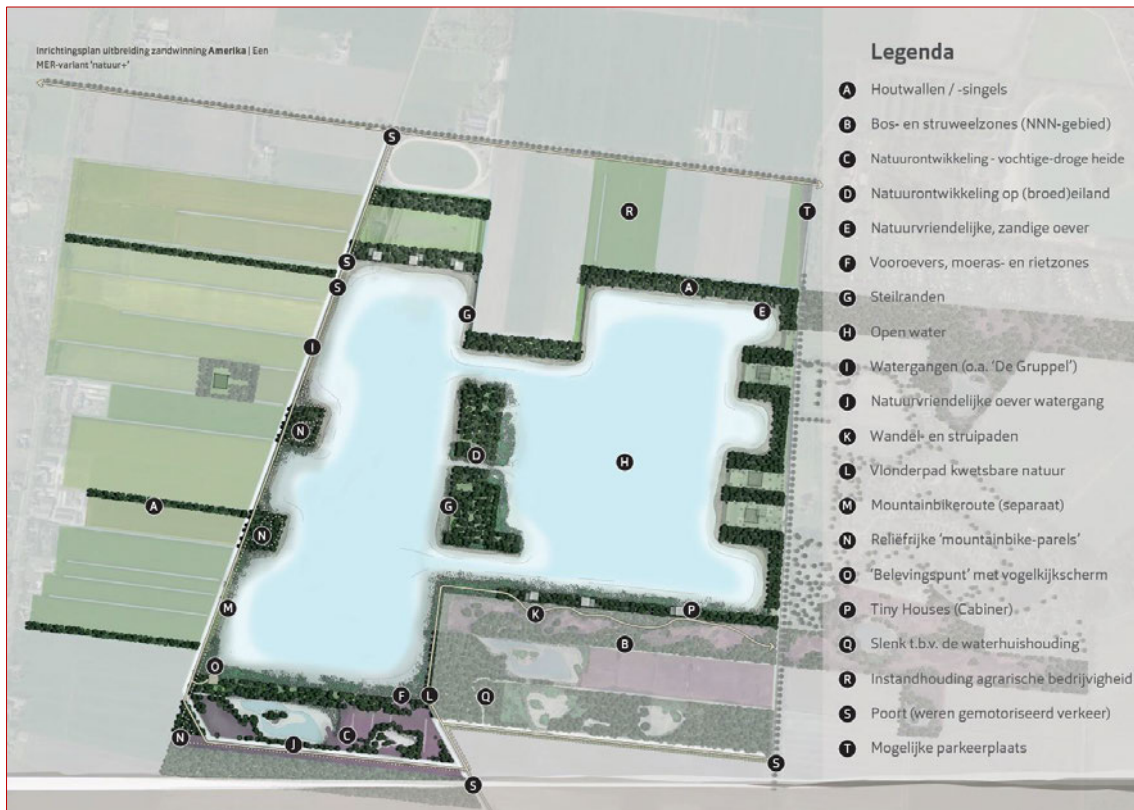 Inrichtingsplan uitbreiding zandwinning Amerika | Een
MER-variant 'natuur+'
Legenda
A Houtwallen / -singels
B Bos- en struweelzones (NNN-gebied)
C Natuurontwikkeling - vochtige-droge heide
D Natuurontwikkeling op (broed)eiland
E Natuurvriendelijke, zandige oever
F Vooroevers, moeras- en rietzones
G Steilranden
H Open water
I Watergangen (o.a. 'De Gruppel')
J Natuurvriendelijke oever watergang
K Wandel- en struipaden
L Vlonderpad kwetsbare natuur
M Mountainbikeroute (separaat)
N Reliëfrijke 'mountainbike-parels'
O 'Belevingspunt' met vogelkijkscherm
P Tiny Houses (Cabiner)
Q Slenk t.b.v. de waterhuishouding
R Instandhouding agrarische bedrijvigheid
S Poort (weren gemotoriseerd verkeer)
T Mogelijke parkeerplaats
S
R
T
S
S
A
E
G
I
N
D
H
A
G
N
M
K
P
B
O
F
L
Q
N
J
C
S
S